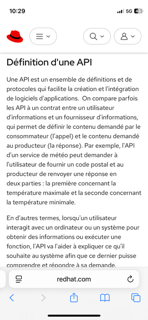 10:29
Définition d'une API
Une API est un ensemble de définitions et de
protocoles qui facilite la création et l'intégration
de logiciels d'applications. On compare parfois
les API à un contrat entre un utilisateur
d'informations et un fournisseur d'informations,
qui permet de définir le contenu demandé par le
consommateur (l'appel) et le contenu demandé
au producteur (la réponse). Par exemple, l'API
d'un service de météo peut demander à
l'utilisateur de fournir un code postal et au
producteur de renvoyer une réponse en
deux parties : la première concernant la
température maximale et la seconde concernant
la température minimale.
En d'autres termes, lorsqu'un utilisateur
interagit avec un ordinateur ou un système pour
obtenir des informations ou exécuter une
fonction, l'API va l'aider à expliquer ce qu'il
souhaite au système afin que ce dernier puisse
comprendre et répondre à sa demande.
redhat.com